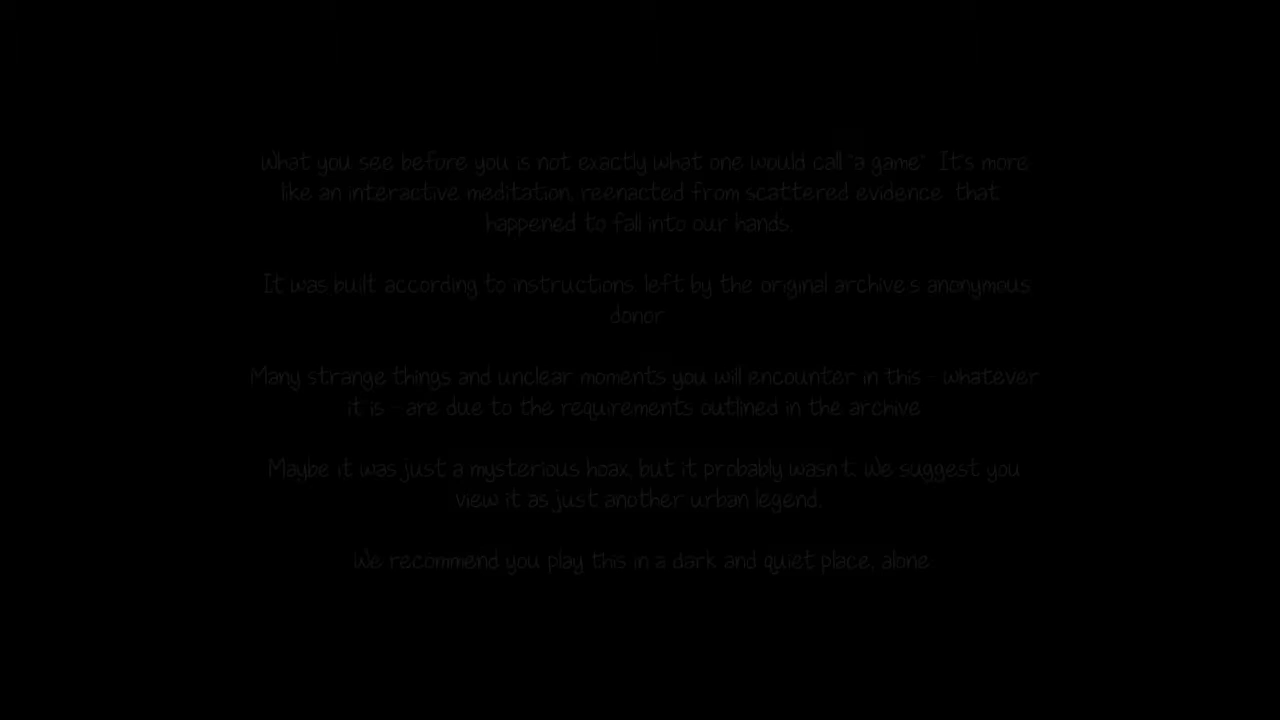 What you see before you is not exactly what one would call "a game". It's more
like an interactive meditation, reenacted from scattered evidence that
happened to fall into our hands.
It was built according to instructions left by the original archive's anonymous
donor.
Many strange things and unclear moments you will encounter in this - whatever
it is - are due to the requirements outlined in the archive.
Maybe it was just a mysterious hoax, but it probably wasn't. We suggest you
view it as just another urban legend.
We recommend you play this in a dark and quiet place, alone.